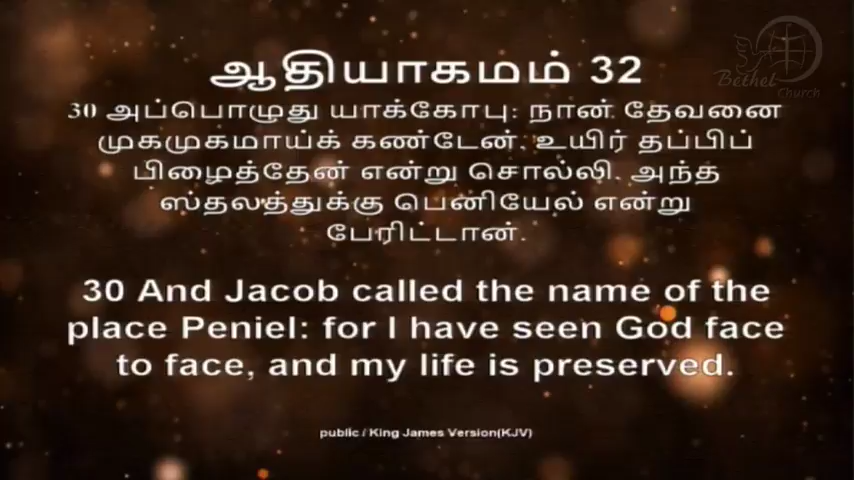 ஆதியாகமம் 32
30 அப்பொழுது யாக்கோபு: நான் தேவனை
முகமுகமாய்க் கண்டேன், உயிர் தப்பிப்
பிழைத்தேன் என்று சொல்லி, அந்த
ஸ்தலத்துக்கு பெனியேல் என்று
பேரிட்டான்.
30 And Jacob called the name of the
place Peniel: for I have seen God face
to face, and my life is preserved.
public / King James Version(KJV)
Bethel
Church